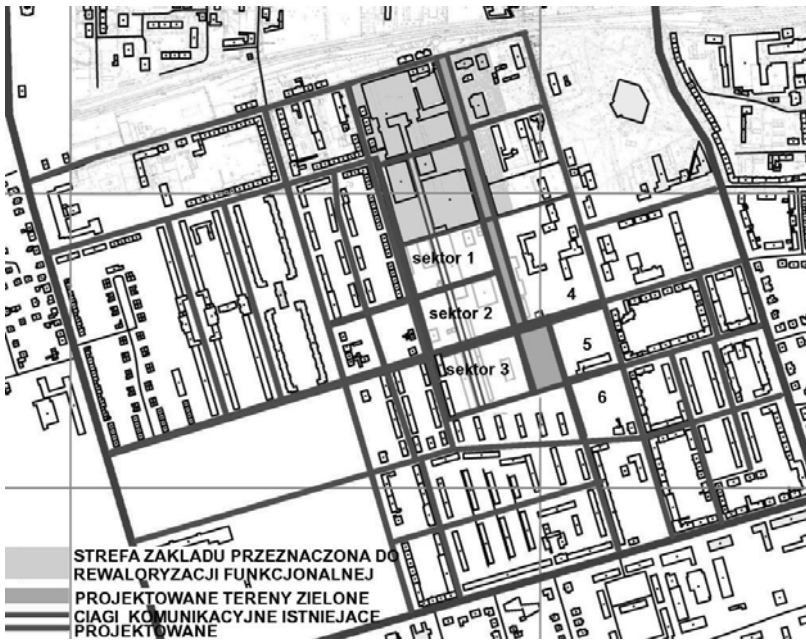 sektor 1
4
sektor 2
5
sektor 3
6
STREFA ZAKLADU PRZEZNACZONA DO
REWALORYZACJI FUNKCJONALNEJ
PROJEKTOWANE TERENY ZIELONE
CIAGI KOMUNIKACYJNE ISTNIEJACE
PROJEKTOWANE